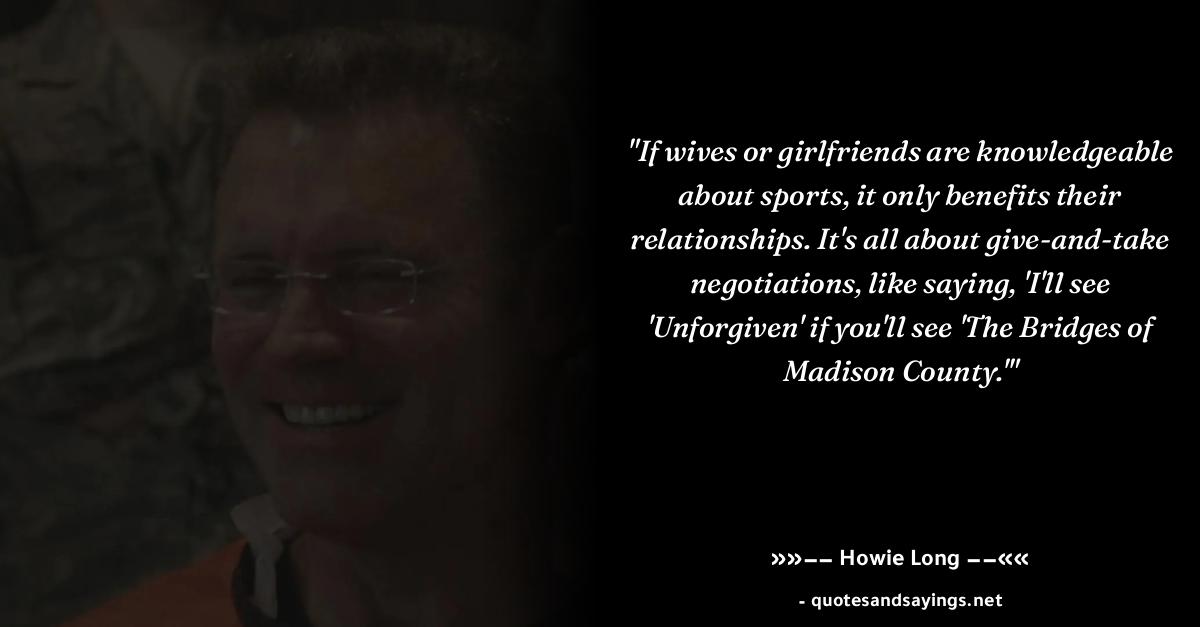 "If wives or girlfriends are knowledgeable
about sports, it only benefits their
relationships. It's all about give-and-take
negotiations, like saying, 'I'll see
'Unforgiven' if you'll see 'The Bridges of
Madison County.'"
»»―― Howie Long ――««
- quotesandsayings.net